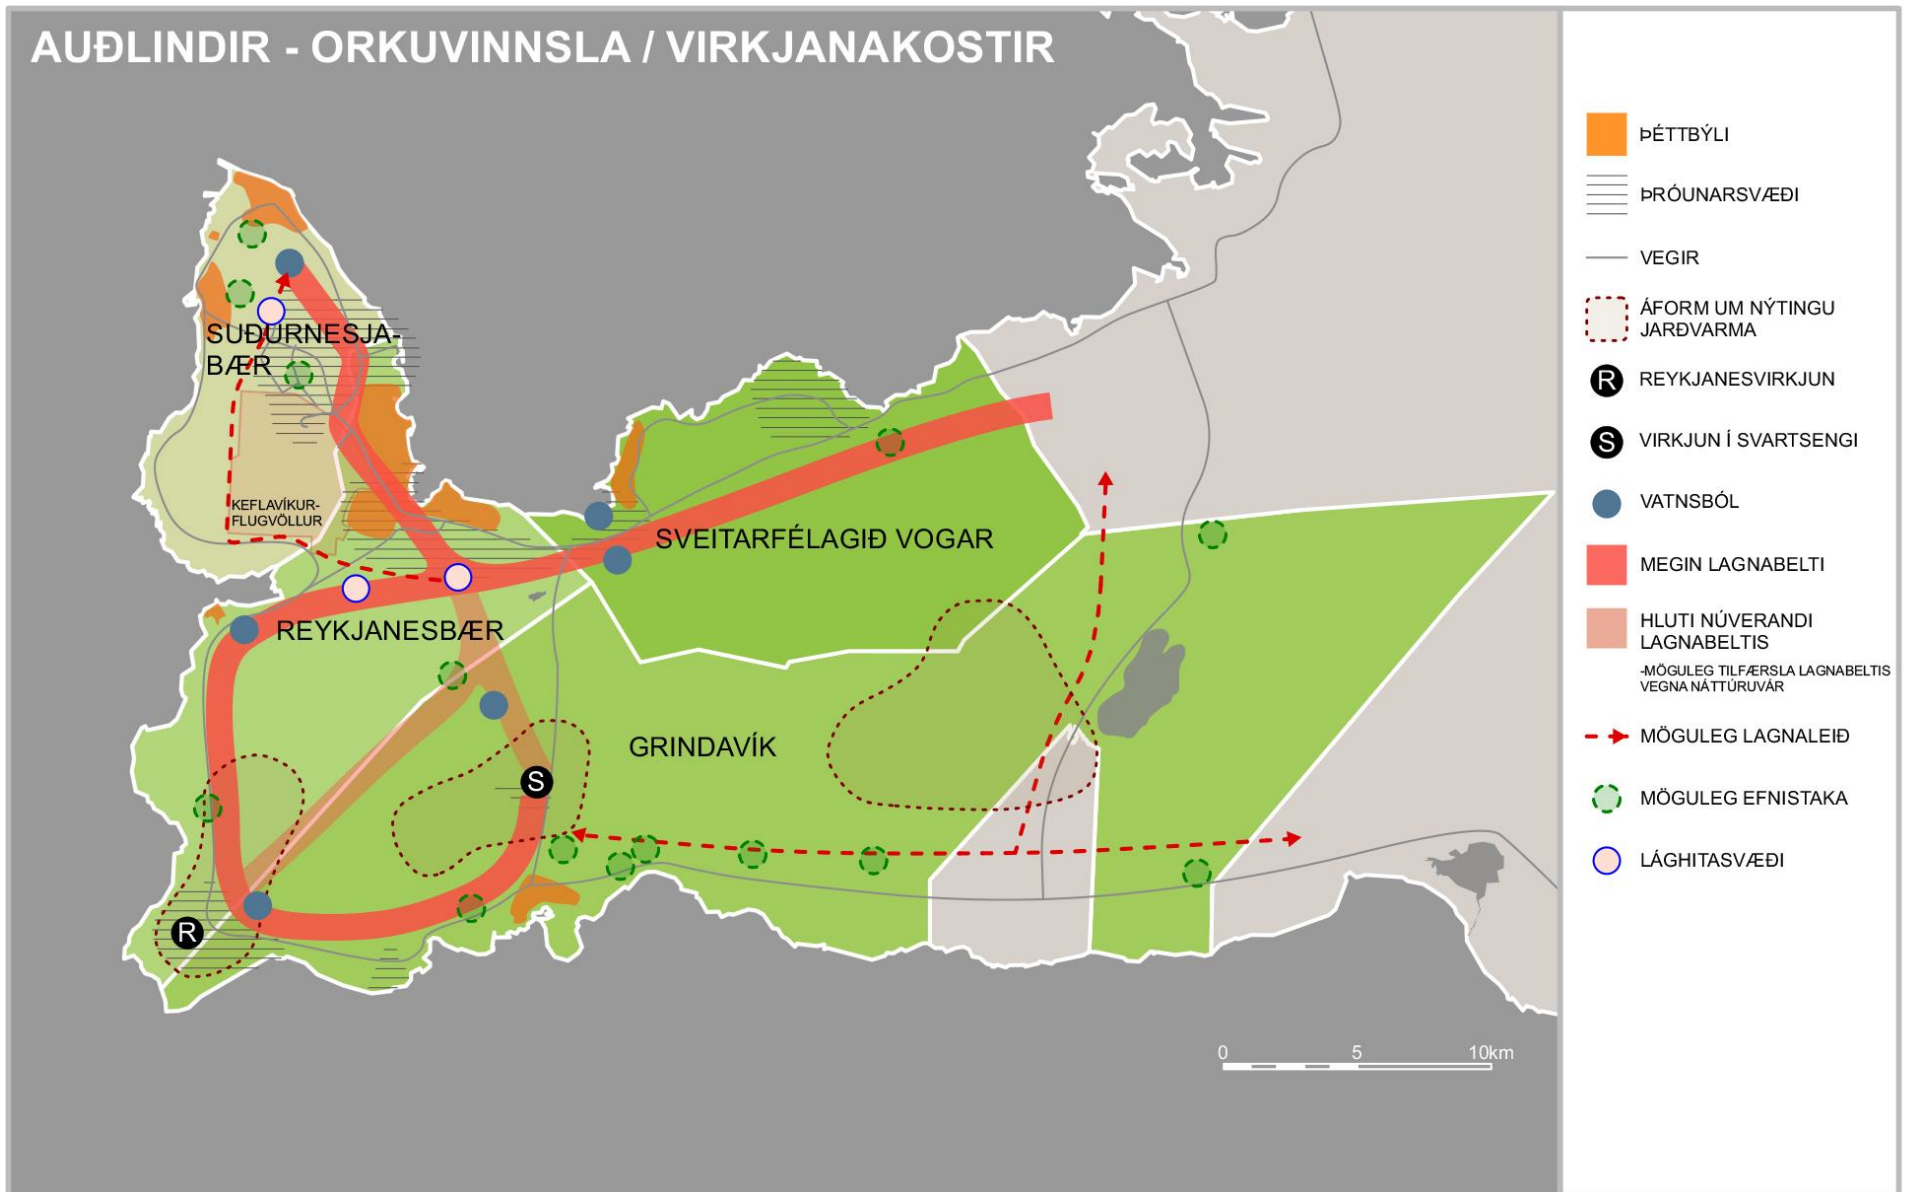 AUÐLINDIR - ORKUVINNSLA / VIRKJANAKOSTIR
SUÐURNESJA-
BÆR
KEFLAVÍKUR-
FLUGVÖLLUR
SVEITARFÉLAGIÐ VOGAR
REYKJANESBÆR
GRINDAVÍK
S
R
0 5 10km
ÞÉTTBÝLI
ÞRÓUNARSVÆÐI
VEGIR
ÁFORM UM NÝTINGU
JARÐVARMA
R REYKJANESVIRKJUN
S VIRKJUN Í SVARTSENGI
VATNSBÓL
MEGIN LAGNABELTI
HLUTI NÚVERANDI
LAGNABELTIS
-MÖGULEG TILFÆRSLA LAGNABELTIS
VEGNA NÁTTÚRUVÁR
MÖGULEG LAGNALEIÐ
MÖGULEG EFNISTAKA
LÁGHITASVÆÐI